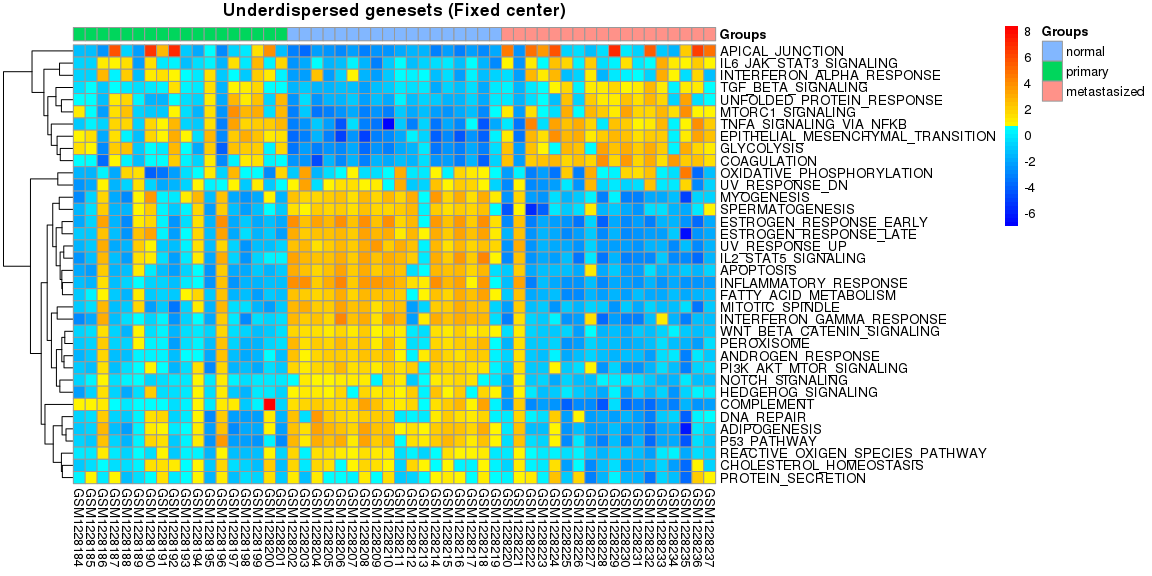 Underdispersed genesets (Fixed center)
Groups
APICAL_JUNCTION
IL6_JAK_STAT3_SIGNALING
INTERFERON_ALPHA_RESPONSE
TGF_BETA_SIGNALING
UNFOLDED_PROTEIN_RESPONSE
MTORC1_SIGNALING
TNFA_SIGNALING_VIA_NFKB
EPITHELIAL_MESENCHYMAL_TRANSITION
GLYCOLYSIS
COAGULATION
OXIDATIVE_PHOSPHORYLATION
UV_RESPONSE_DN
MYOGENESIS
SPERMATOGENESIS
ESTROGEN_RESPONSE_EARLY
ESTROGEN_RESPONSE_LATE
UV_RESPONSE_UP
IL2_STAT5_SIGNALING
APOPTOSIS
INFLAMMATORY_RESPONSE
FATTY_ACID_METABOLISM
MITOTIC_SPINDLE
INTERFERON_GAMMA_RESPONSE
WNT_BETA_CATENIN_SIGNALING
PEROXISOME
ANDROGEN_RESPONSE
PI3K_AKT_MTOR_SIGNALING
NOTCH_SIGNALING
HEDGEHOG_SIGNALING
COMPLEMENT
DNA_REPAIR
ADIPOGENESIS
P53_PATHWAY
REACTIVE_OXIGEN_SPECIES_PATHWAY
CHOLESTEROL_HOMEOSTASIS
PROTEIN_SECRETION
GSM1228184
GSM1228185
GSM1228186
GSM1228187
GSM1228188
GSM1228189
GSM1228190
GSM1228191
GSM1228192
GSM1228193
GSM1228194
GSM1228195
GSM1228196
GSM1228197
GSM1228198
GSM1228199
GSM1228200
GSM1228201
GSM1228202
GSM1228203
GSM1228204
GSM1228205
GSM1228206
GSM1228207
GSM1228208
GSM1228209
GSM1228210
GSM1228211
GSM1228212
GSM1228213
GSM1228214
GSM1228215
GSM1228216
GSM1228217
GSM1228218
GSM1228219
GSM1228220
GSM1228221
GSM1228222
GSM1228223
GSM1228224
GSM1228225
GSM1228226
GSM1228227
GSM1228228
GSM1228229
GSM1228230
GSM1228231
GSM1228232
GSM1228233
GSM1228234
GSM1228235
GSM1228236
GSM1228237
8
6
4
2
0
-2
-4
-6
Groups
normal
primary
metastasized